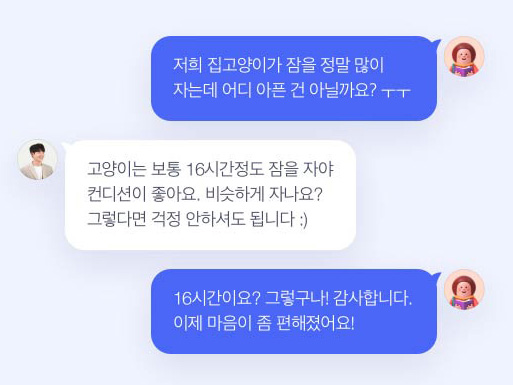 저희 집고양이가 잠을 정말 많이
자는데 어디 아픈 건 아닐까요? ㅜㅜ
고양이는 보통 16시간정도 잠을 자야
컨디션이 좋아요. 비슷하게 자나요?
그렇다면 걱정 안하셔도 됩니다 :)
16시간이요? 그렇구나! 감사합니다.
이제 마음이 좀 편해졌어요!